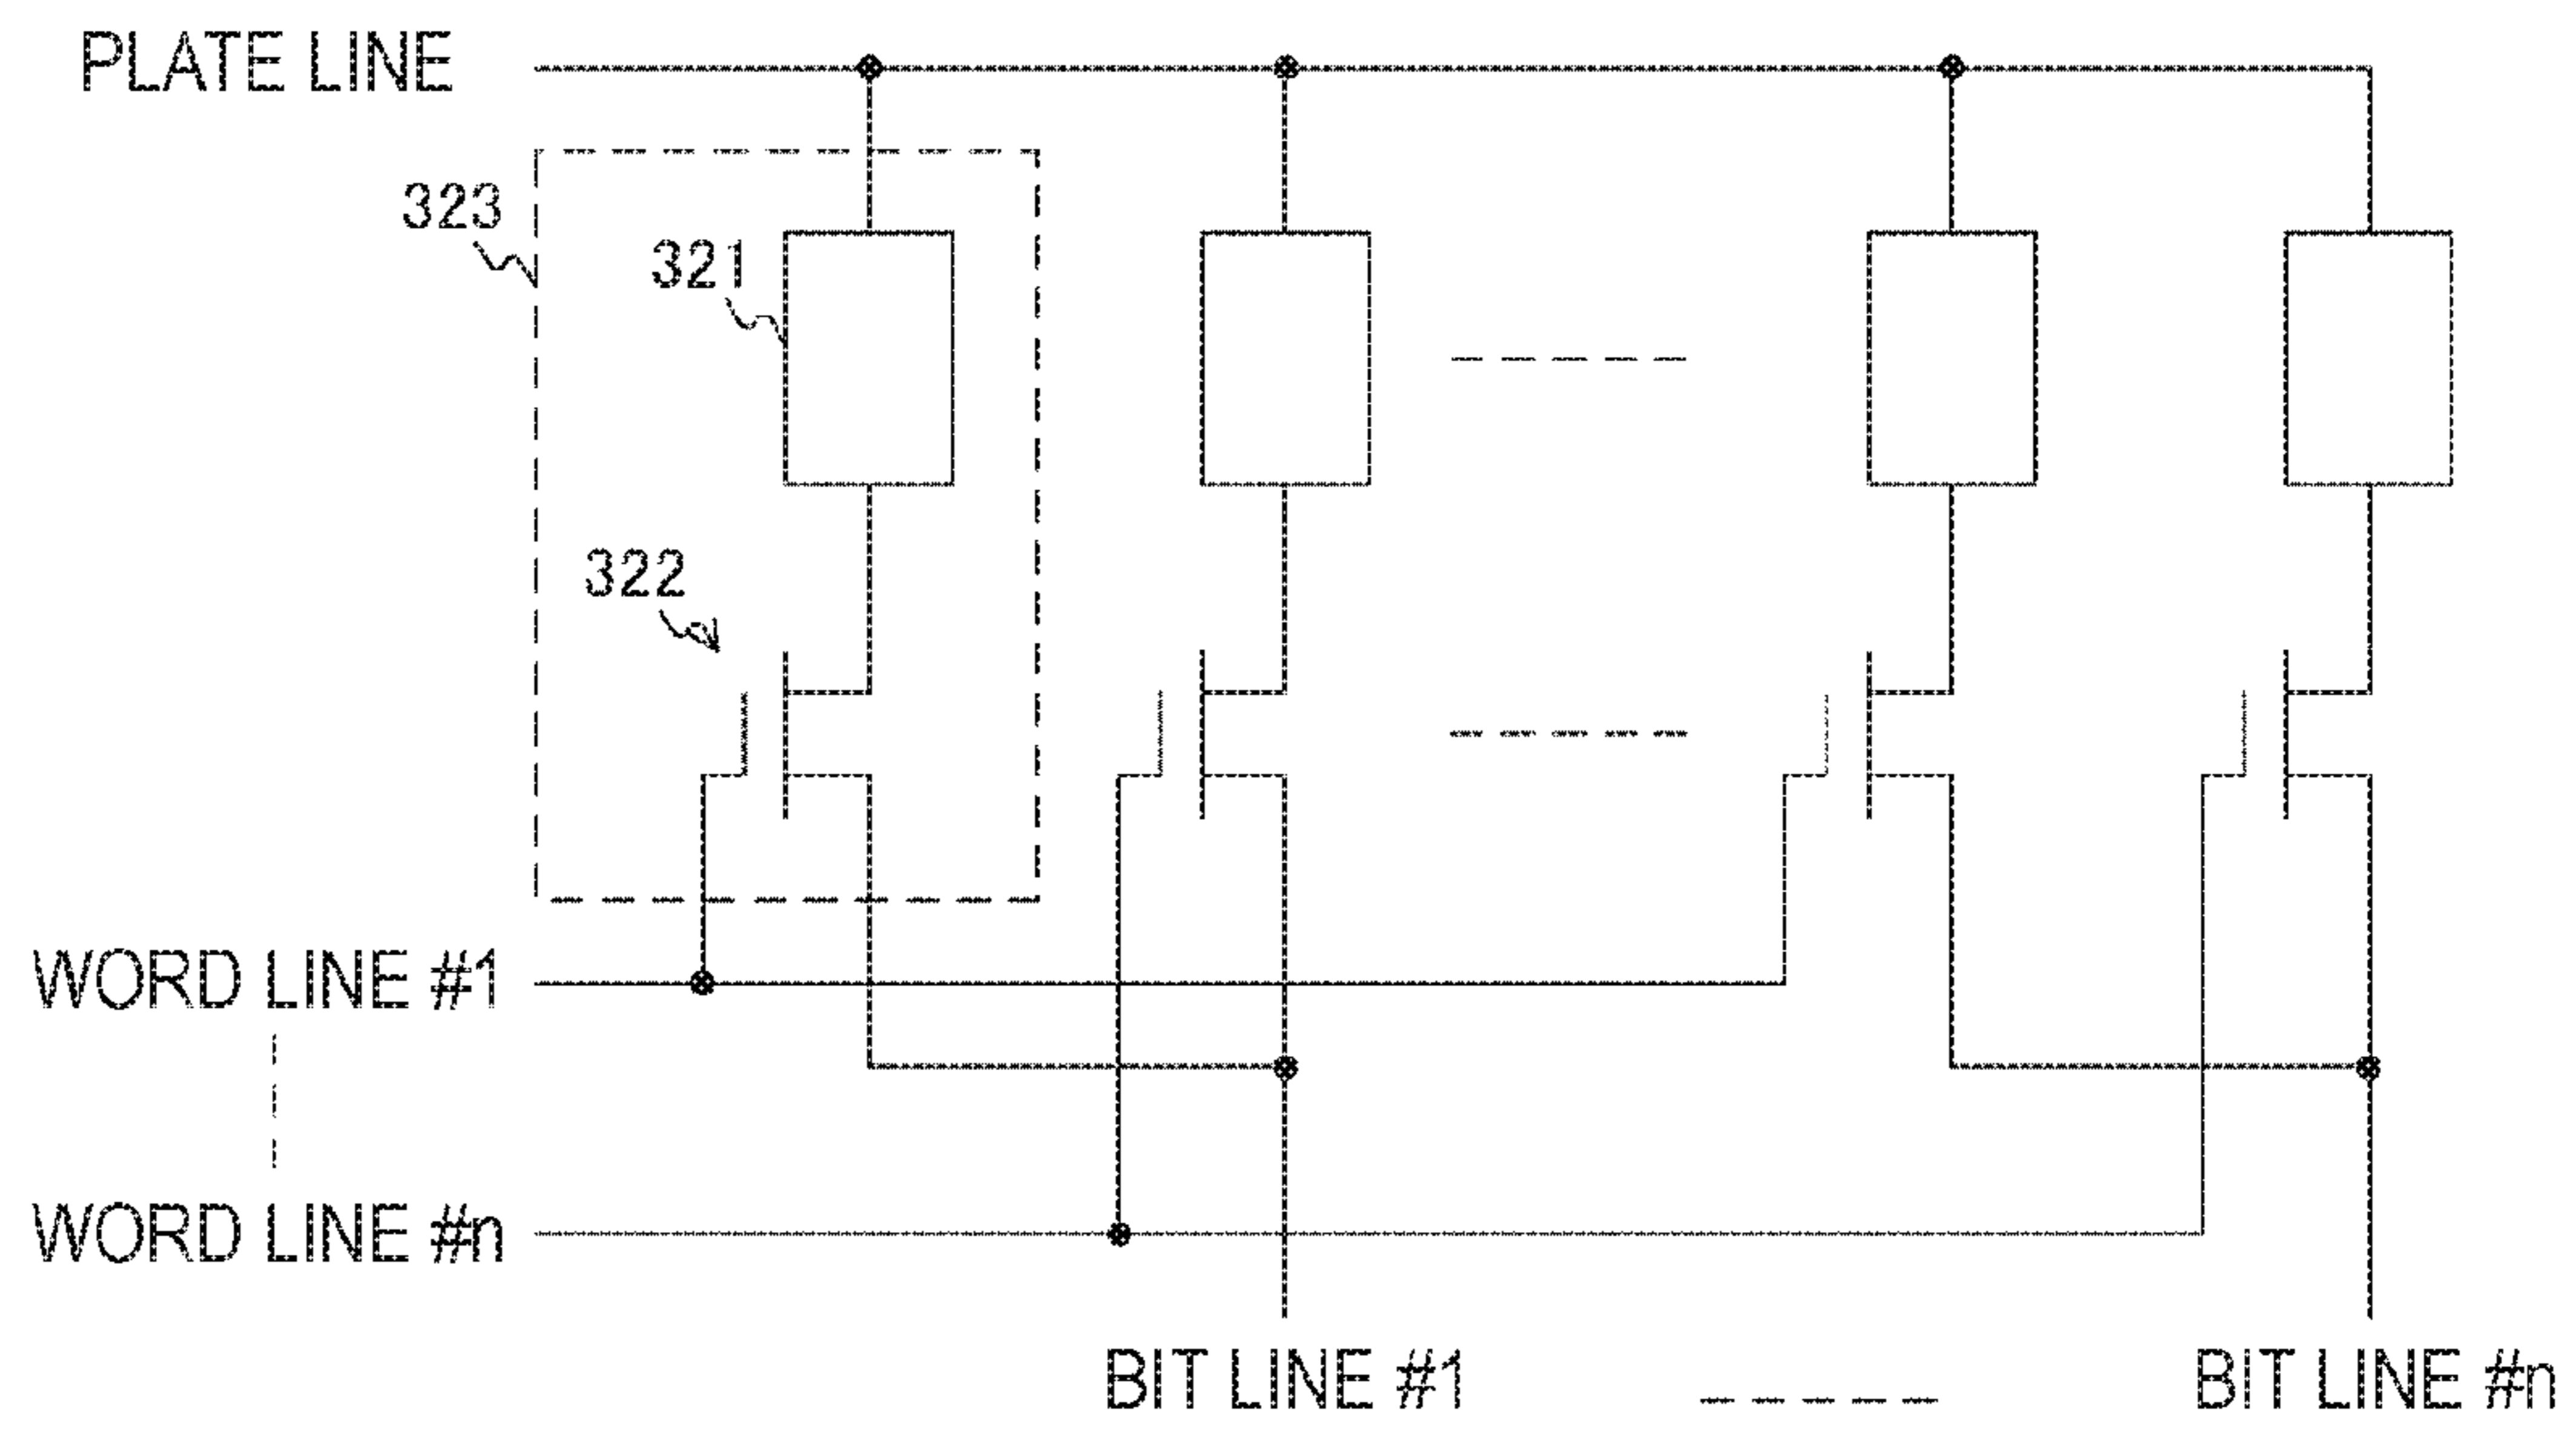 PLATE LINE
323
321
322
WORD LINE #1
WORD LINE #n
BIT LINE #1
BIT LINE #n